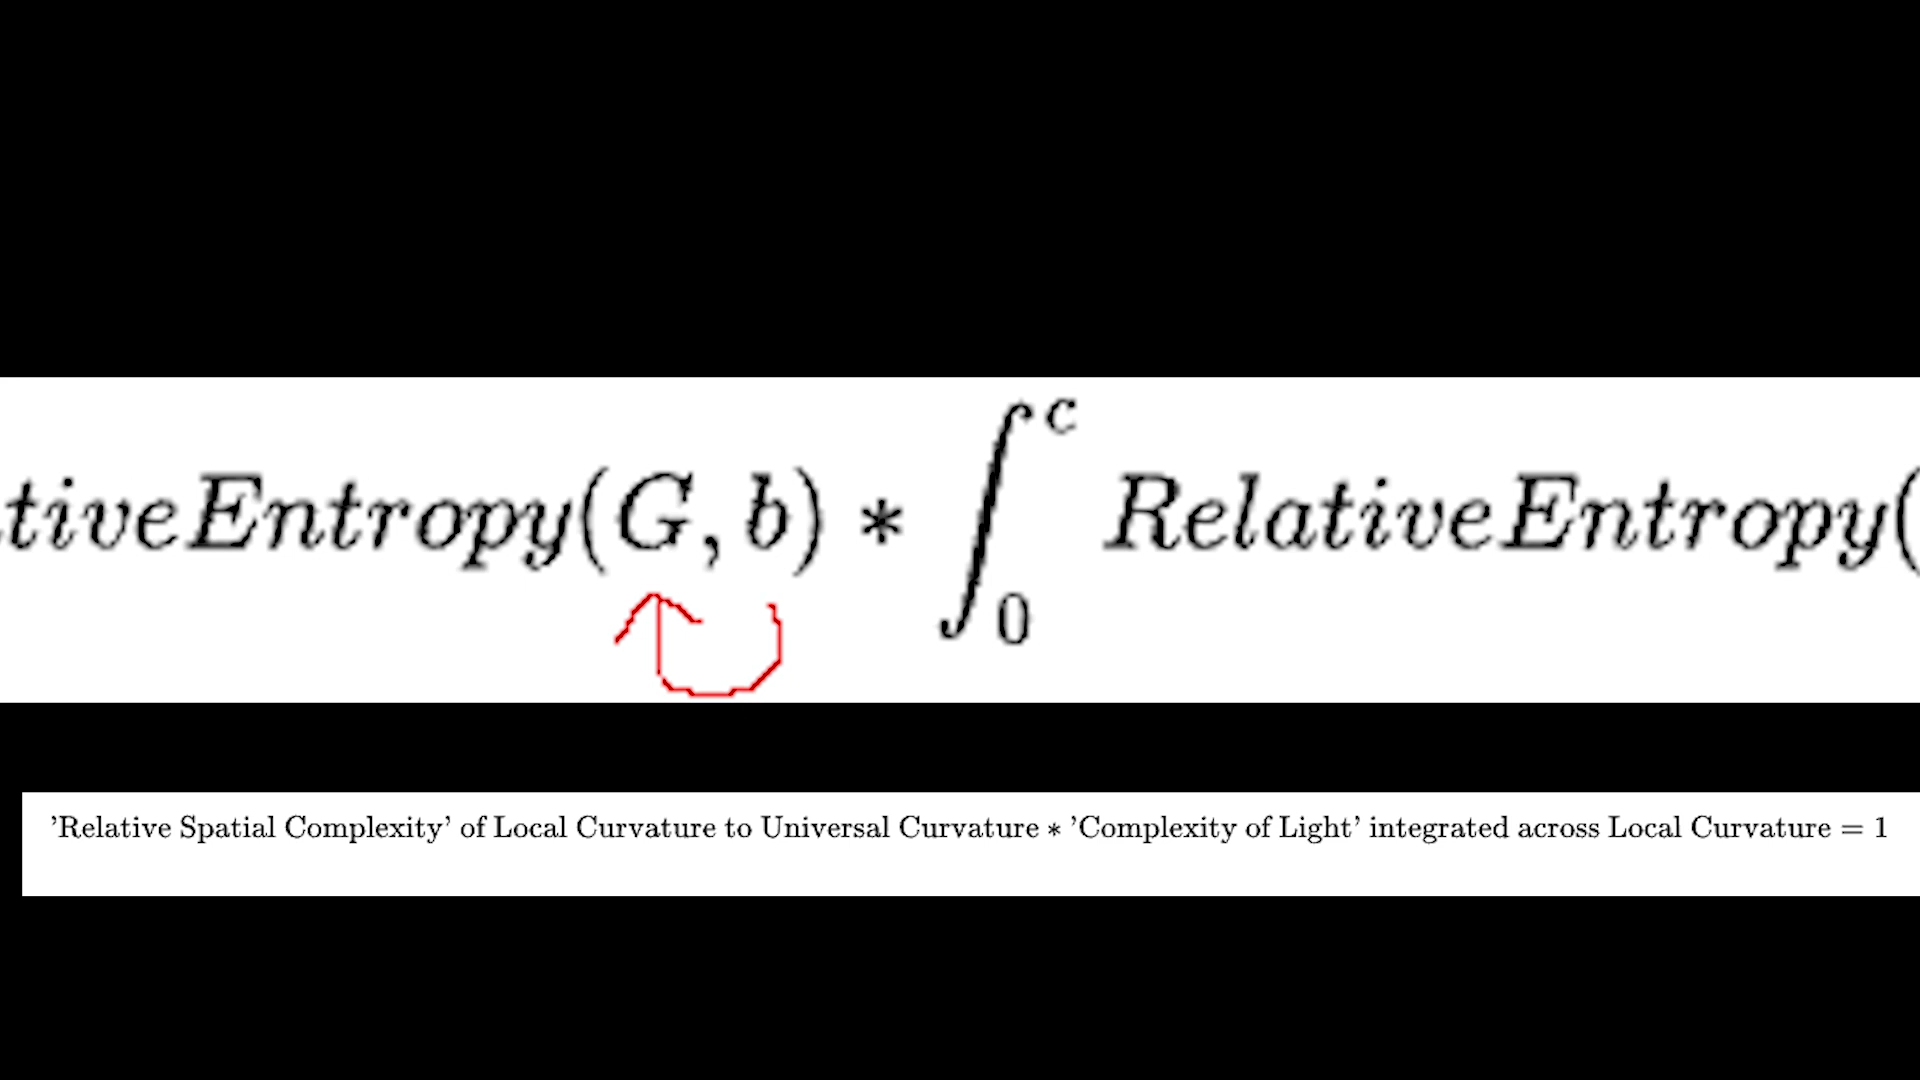 tiveEntropy(G, b) * ∫₀ᶜ RelativeEntropy(
’Relative Spatial Complexity’ of Local Curvature to Universal Curvature * ’Complexity of Light’ integrated across Local Curvature = 1